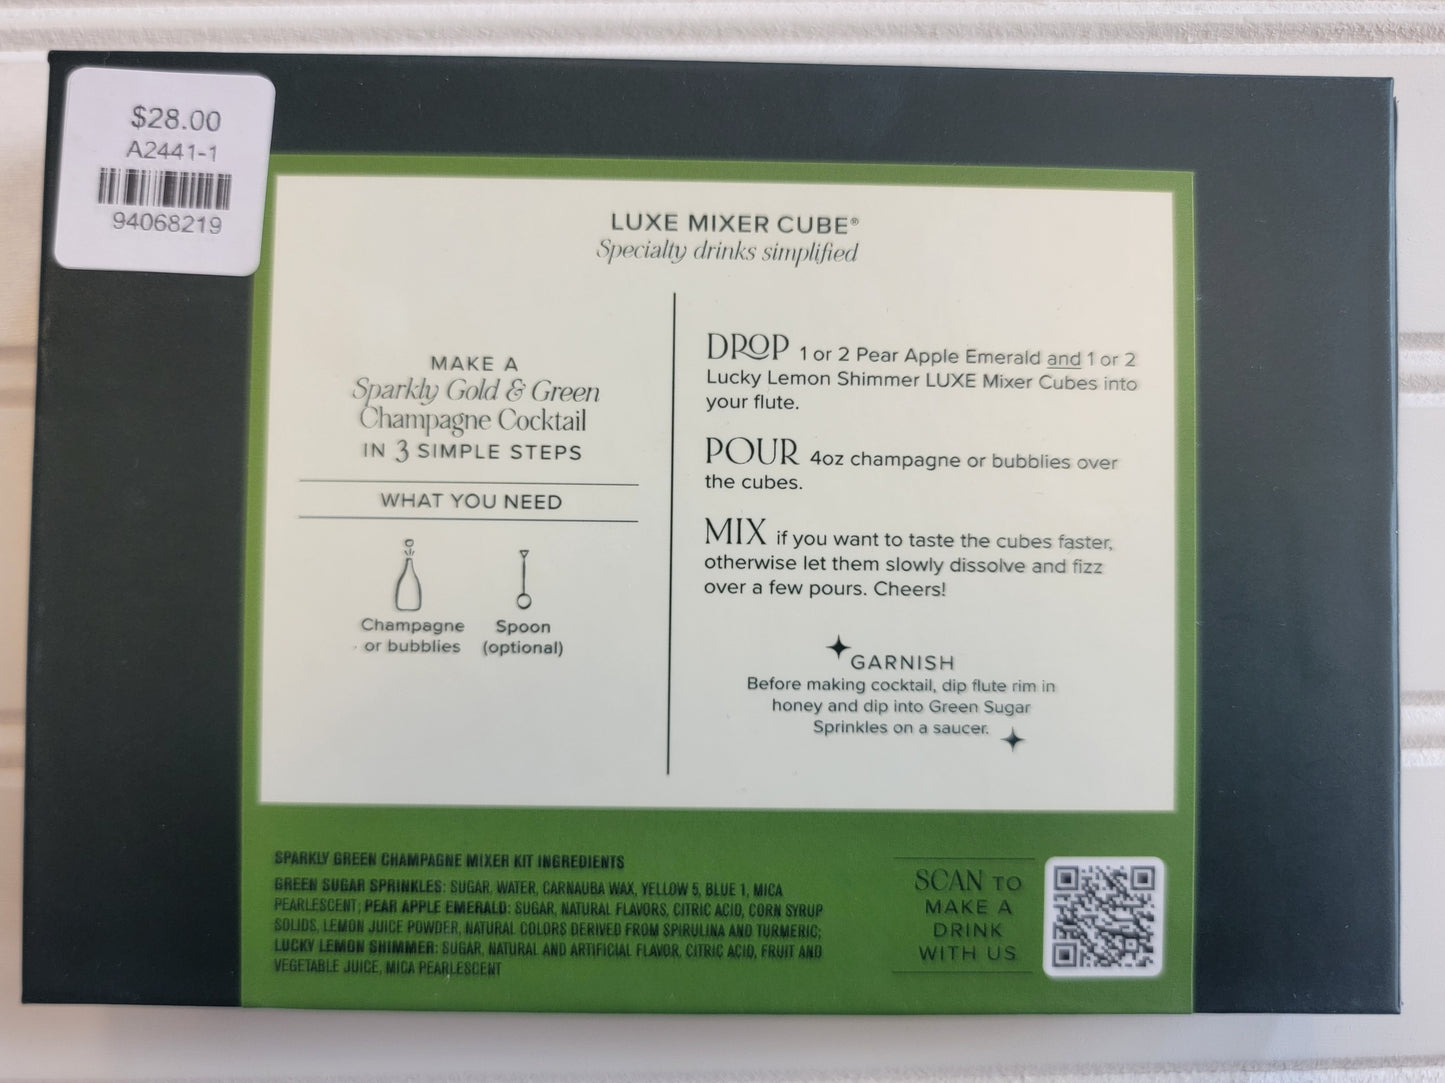 $28.00
A2441-1
94068219
LUXE MIXER CUBE®
Specialty drinks simplified
MAKE A
Sparkly Gold & Green
Champagne Cocktail
IN 3 SIMPLE STEPS
WHAT YOU NEED
Champagne
or bubblies
Spoon
(optional)
DROP 1 or 2 Pear Apple Emerald and 1 or 2
Lucky Lemon Shimmer LUXE Mixer Cubes into
your flute.
POUR 4oz champagne or bubblies over
the cubes.
MIX if you want to taste the cubes faster,
otherwise let them slowly dissolve and fizz
over a few pours. Cheers!
GARNISH
Before making cocktail, dip flute rim in
honey and dip into Green Sugar
Sprinkles on a saucer.
SPARKLY GREEN CHAMPAGNE MIXER KIT INGREDIENTS
GREEN SUGAR SPRINKLES: SUGAR, WATER, CARNAUBA WAX, YELLOW 5, BLUE 1, MICA
PEARLESCENT; PEAR APPLE EMERALD: SUGAR, NATURAL FLAVORS, CITRIC ACID, CORN SYRUP
SOLIDS, LEMON JUICE POWDER, NATURAL COLORS DERIVED FROM SPIRULINA AND TURMERIC;
LUCKY LEMON SHIMMER: SUGAR, NATURAL AND ARTIFICIAL FLAVOR, CITRIC ACID, FRUIT AND
VEGETABLE JUICE, MICA PEARLESCENT
SCAN TO
MAKE A
DRINK
WITH US